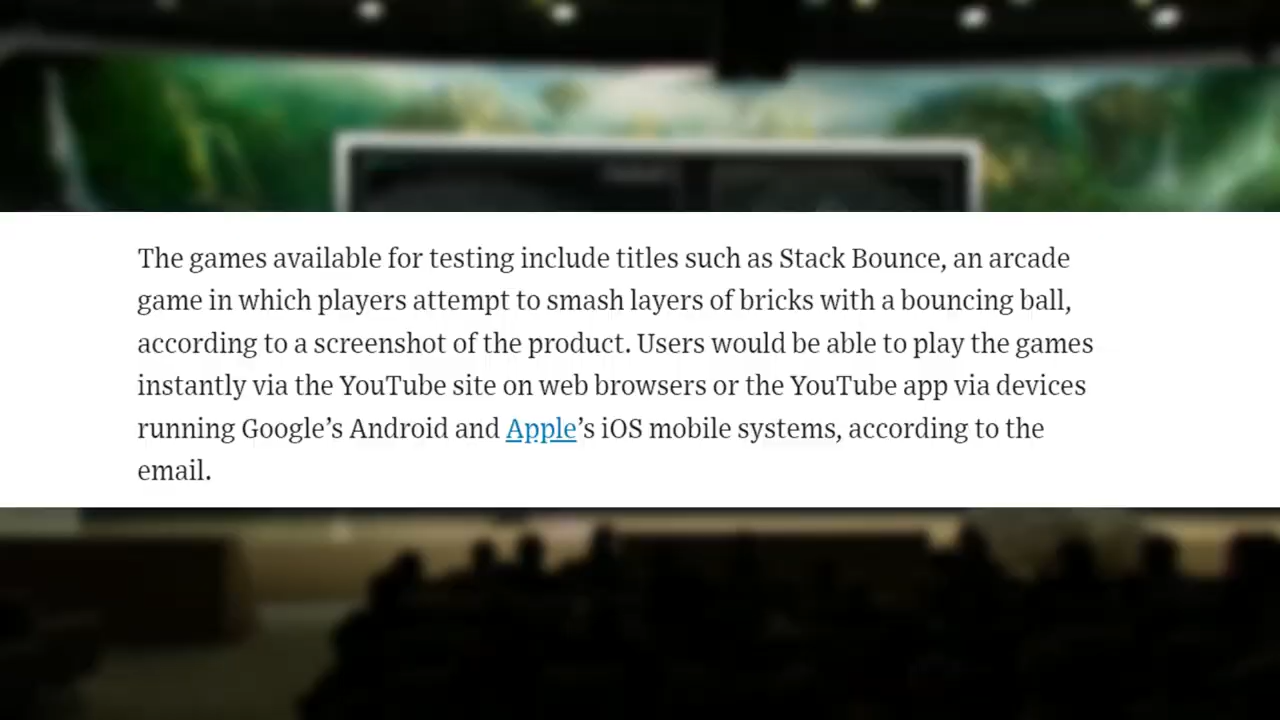 The games available for testing include titles such as Stack Bounce, an arcade
game in which players attempt to smash layers of bricks with a bouncing ball,
according to a screenshot of the product. Users would be able to play the games
instantly via the YouTube site on web browsers or the YouTube app via devices
running Google’s Android and Apple’s iOS mobile systems, according to the
email.